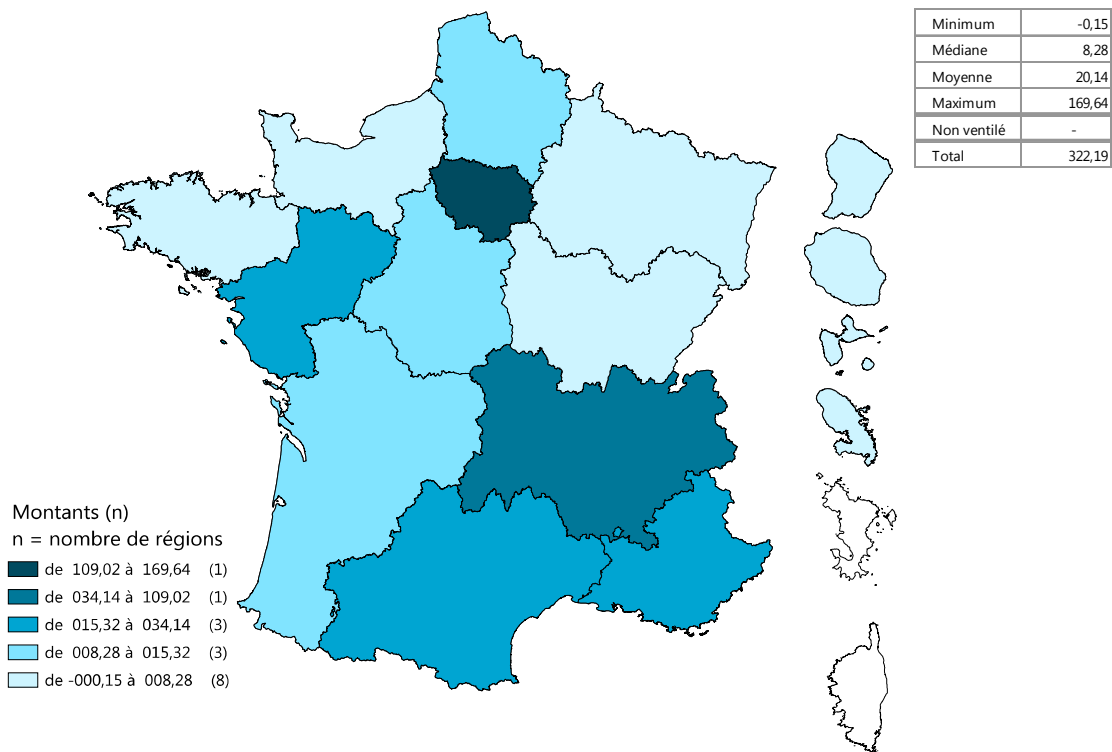 Minimum -0,15
Médiane 8,28
Moyenne 20,14
Maximum 169,64
Non ventilé -
Total 322,19
Montants (n)
n = nombre de régions
de 109,02 à 169,64 (1)
de 034,14 à 109,02 (1)
de 015,32 à 034,14 (3)
de 008,28 à 015,32 (3)
de -000,15 à 008,28 (8)